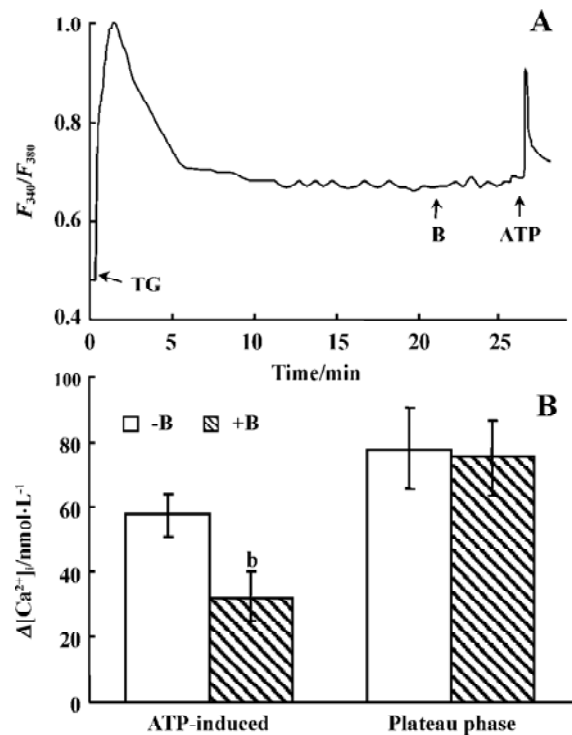 A
1.0
0.8
0.6
0.4
F₃₄₀/F₃₈₀
TG
B
ATP
0 5 10 15 20 25
Time/min
B
100
80
60
40
20
0
Δ[Ca²⁺]ᵢ/nmol·L⁻¹
-B +B
b
ATP-induced Plateau phase